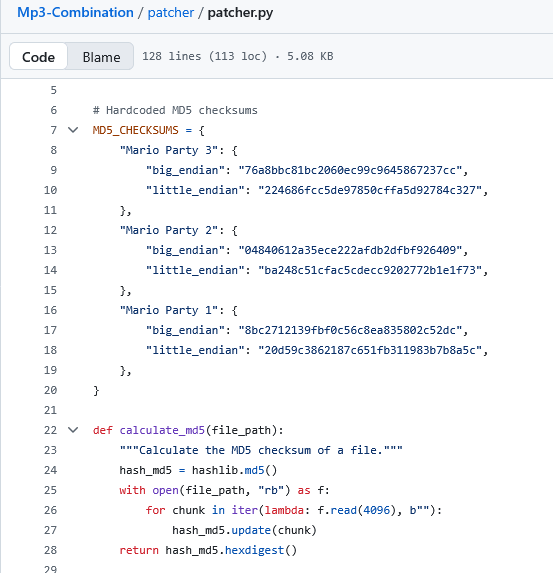 Mp3-Combination / patcher / patcher.py
Code Blame 128 lines (113 loc) · 5.08 KB
5
6 # Hardcoded MD5 checksums
7 MD5_CHECKSUMS = {
8 "Mario Party 3": {
9 "big_endian": "76a8bbc81bc2060ec99c9645867237cc",
10 "little_endian": "224686fcc5de97850cffa5d92784c327",
11 },
12 "Mario Party 2": {
13 "big_endian": "04840612a35ece222afdb2dfbf926409",
14 "little_endian": "ba248c51cfac5cdecc9202772b1e1f73",
15 },
16 "Mario Party 1": {
17 "big_endian": "8bc2712139fbf0c56c8ea835802c52dc",
18 "little_endian": "20d59c3862187c651fb311983b7b8a5c",
19 },
20 }
21
22 def calculate_md5(file_path):
23 """Calculate the MD5 checksum of a file."""
24 hash_md5 = hashlib.md5()
25 with open(file_path, "rb") as f:
26 for chunk in iter(lambda: f.read(4096), b""):
27 hash_md5.update(chunk)
28 return hash_md5.hexdigest()
29